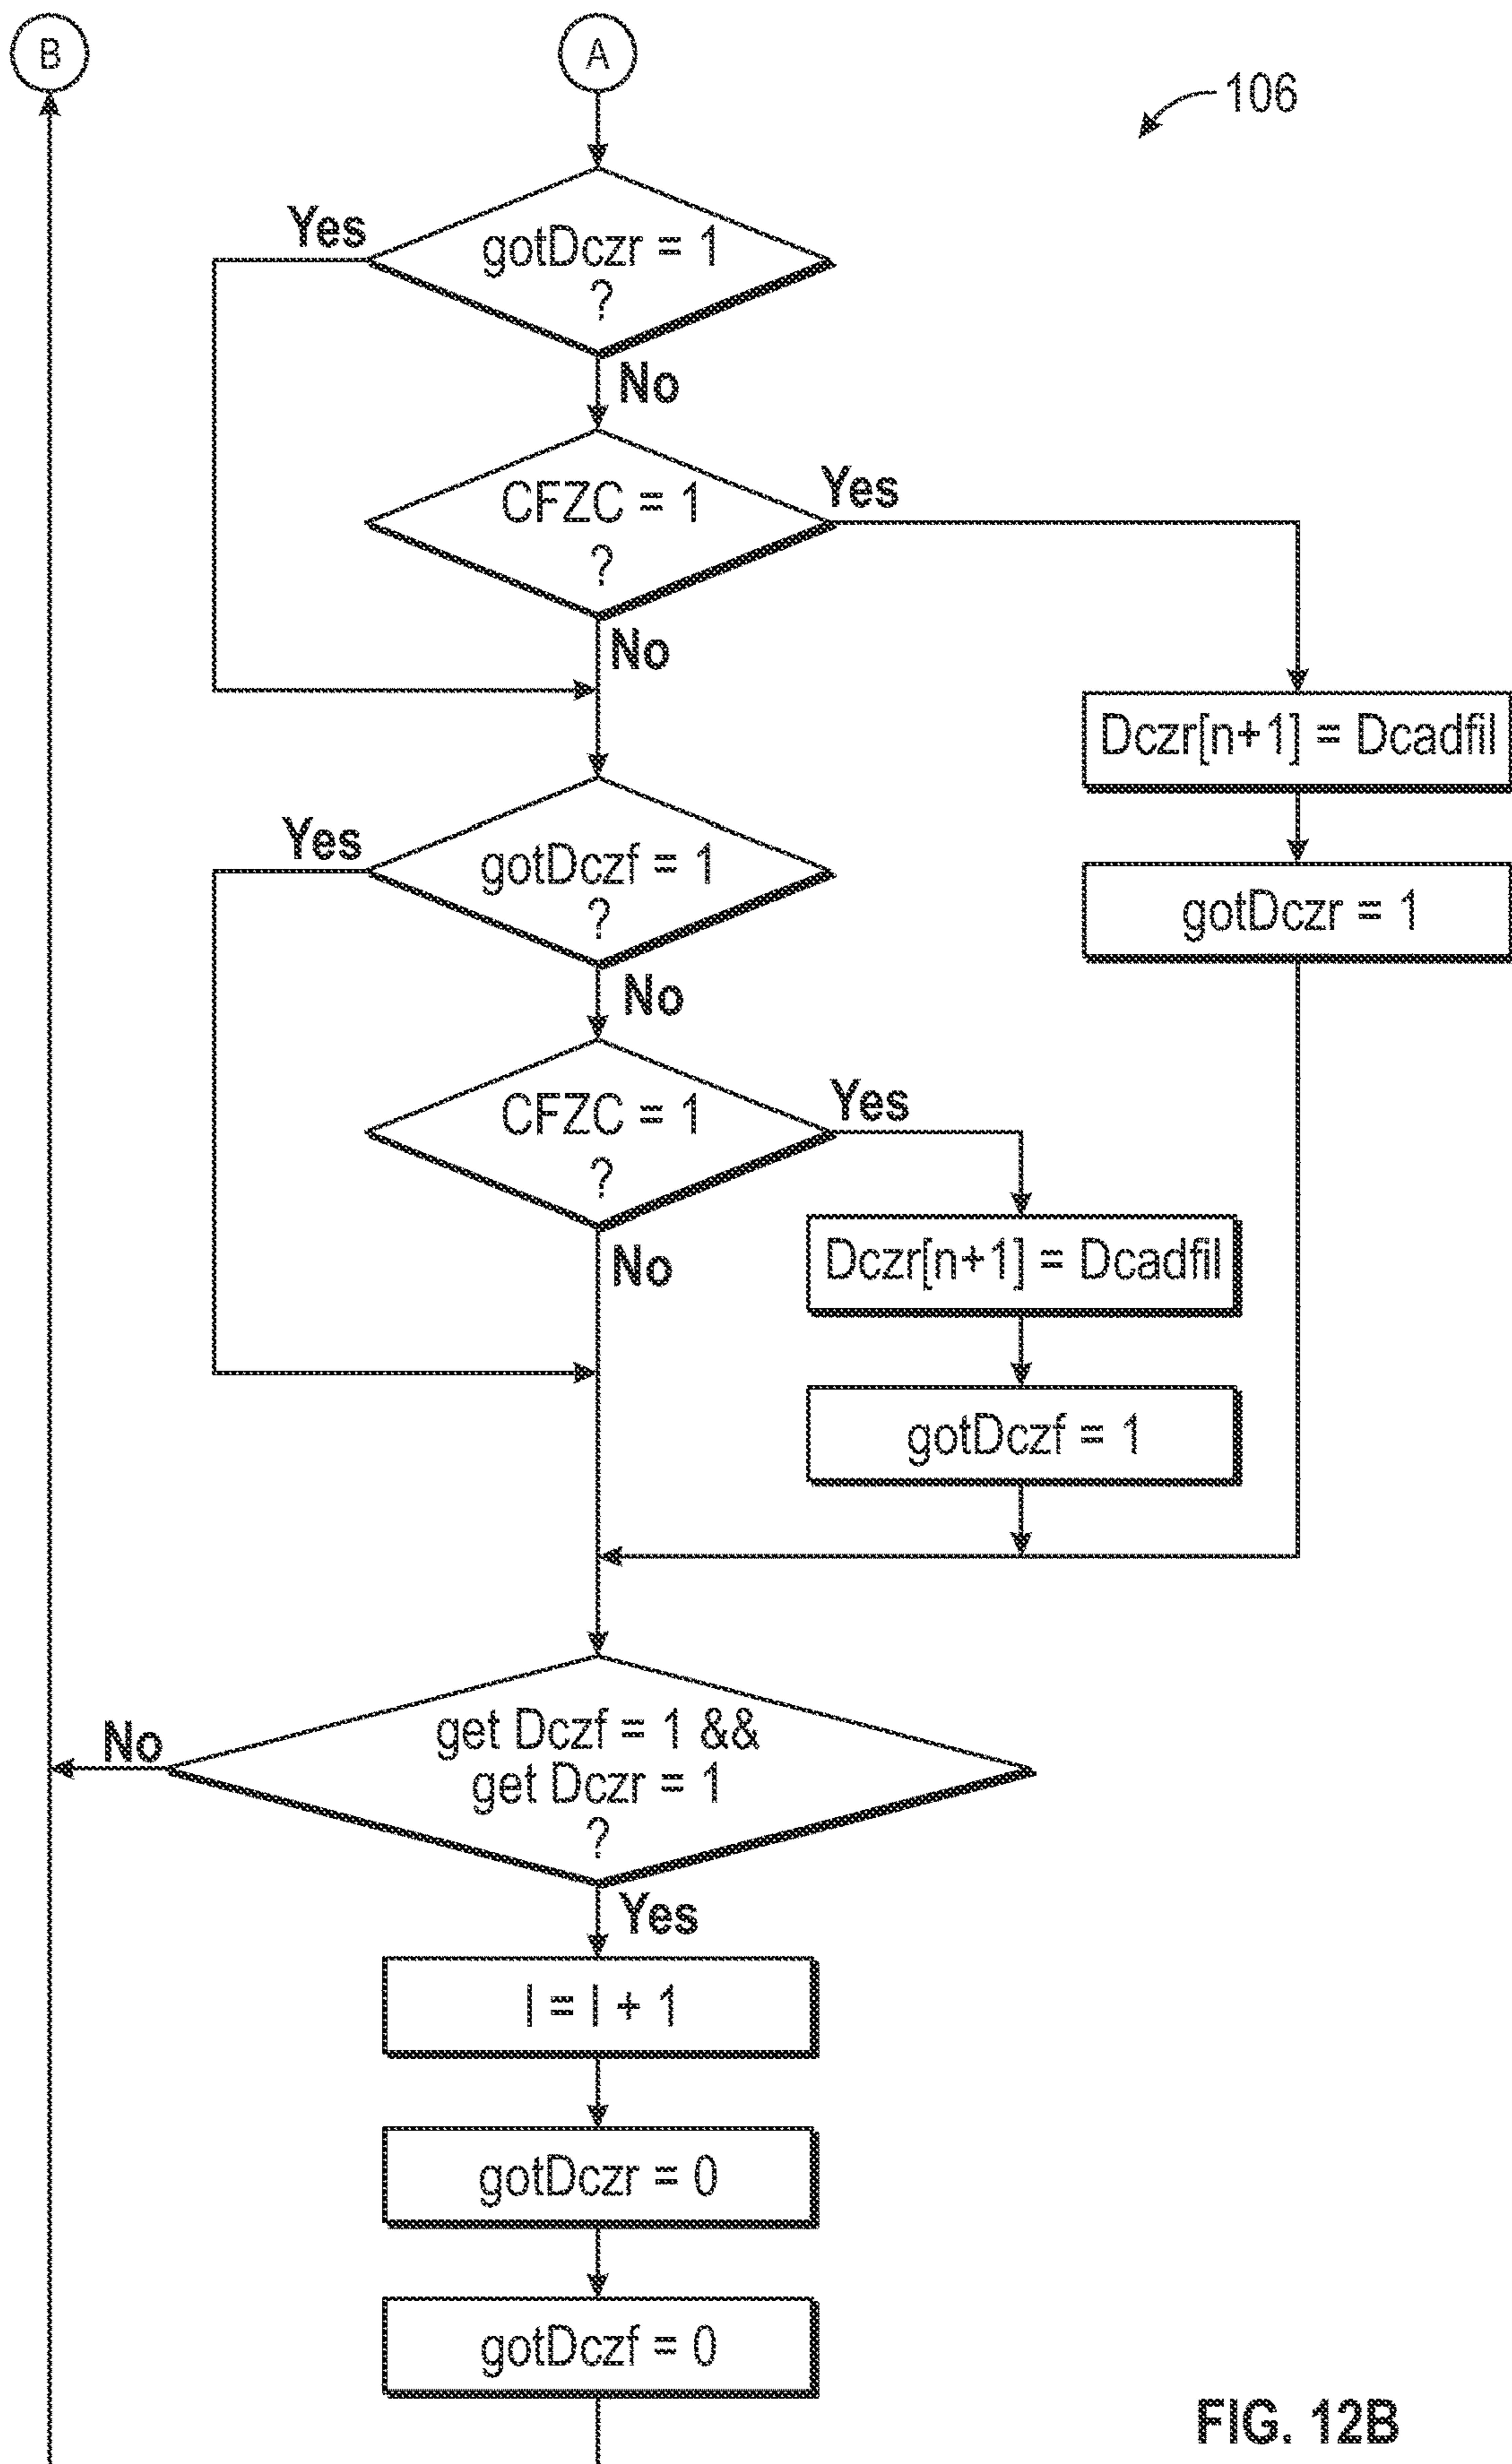 B
A
106
Yes
gotDczr = 1
?
No
CFZC = 1
?
Yes
No
Dczr[n+1] = Dcadfil
gotDczr = 1
Yes
gotDczf = 1
?
No
CFZC = 1
?
Yes
No
Dczr[n+1] = Dcadfil
gotDczf = 1
No
get Dczf = 1 &&
get Dczr = 1
?
Yes
I = I + 1
gotDczr = 0
gotDczf = 0
FIG. 12B